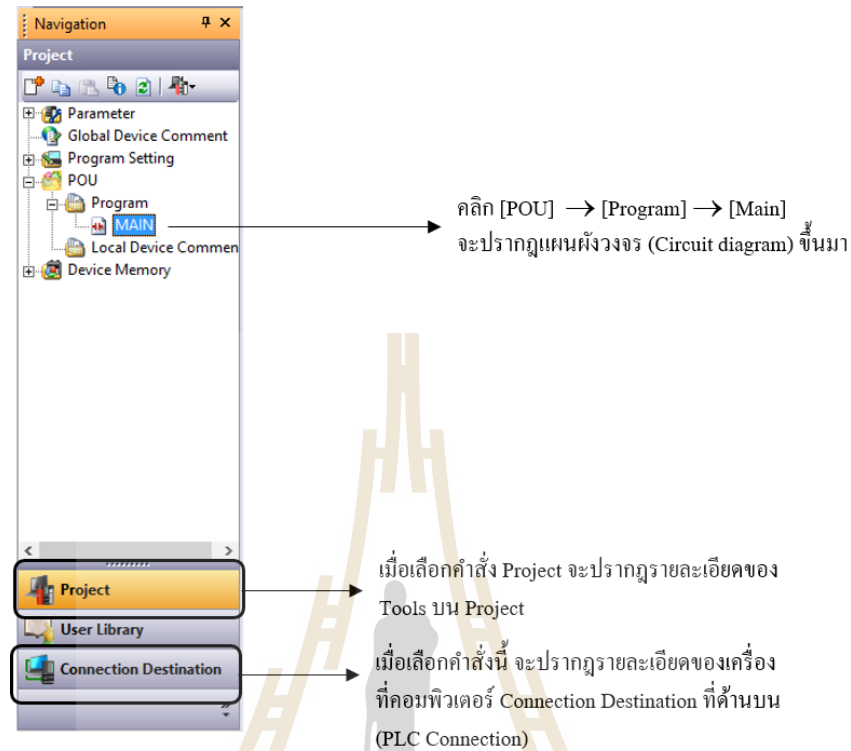 Navigation
Project
Parameter
Global Device Comment
Program Setting
POU
Program
MAIN
Local Device Commen
Device Memory
คลิก [POU] → [Program] → [Main]
จะปรากฎแผนผังวงจร (Circuit diagram) ขึ้นมา
Project
User Library
Connection Destination
เมื่อเลือกคำสั่ง Project จะปรากฎรายละเอียดของ
Tools บน Project
เมื่อเลือกคำสั่งนี้ จะปรากฎรายละเอียดของเครื่อง
ที่คอมพิวเตอร์ Connection Destination ที่ด้านบน
(PLC Connection)